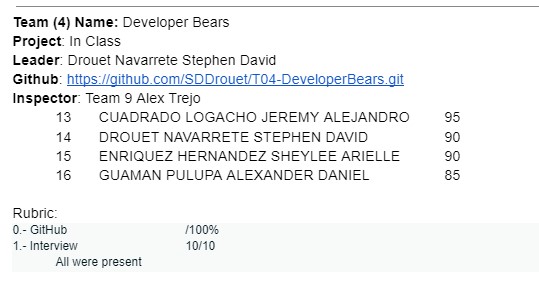 Team (4) Name: Developer Bears
Project: In Class
Leader: Drouet Navarrete Stephen David
Github: https://github.com/SDDrouet/T04-DeveloperBears.git
Inspector: Team 9 Alex Trejo
13 CUADRADO LOGACHO JEREMY ALEJANDRO 95
14 DROUET NAVARRETE STEPHEN DAVID 90
15 ENRIQUEZ HERNANDEZ SHEYLEE ARIELLE 90
16 GUAMAN PULUPA ALEXANDER DANIEL 85
Rubric:
0.- GitHub /100%
1.- Interview 10/10
All were present